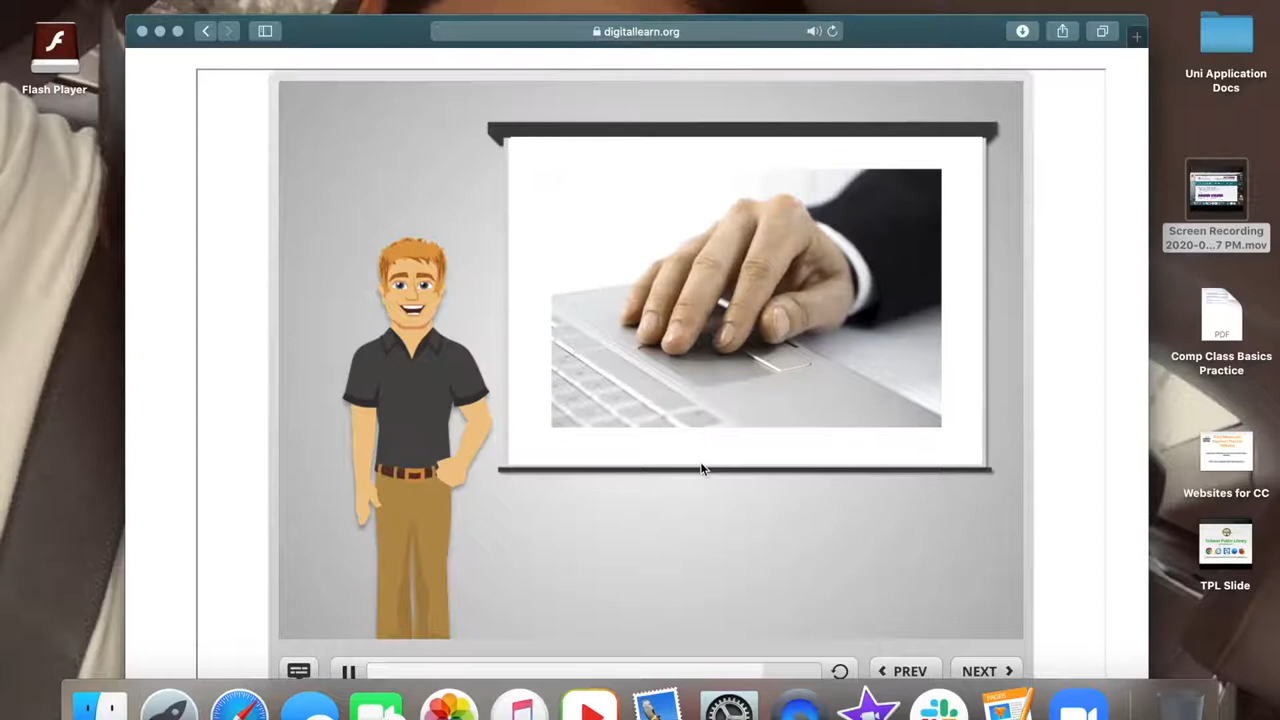 Flash Player
digitallearn.org
Uni Application
Docs
Screen Recording
2020-0...7 PM.mov
PDF
Comp Class Basics
Practice
Websites for CC
TPL Slide
PREV
NEXT
PAGES